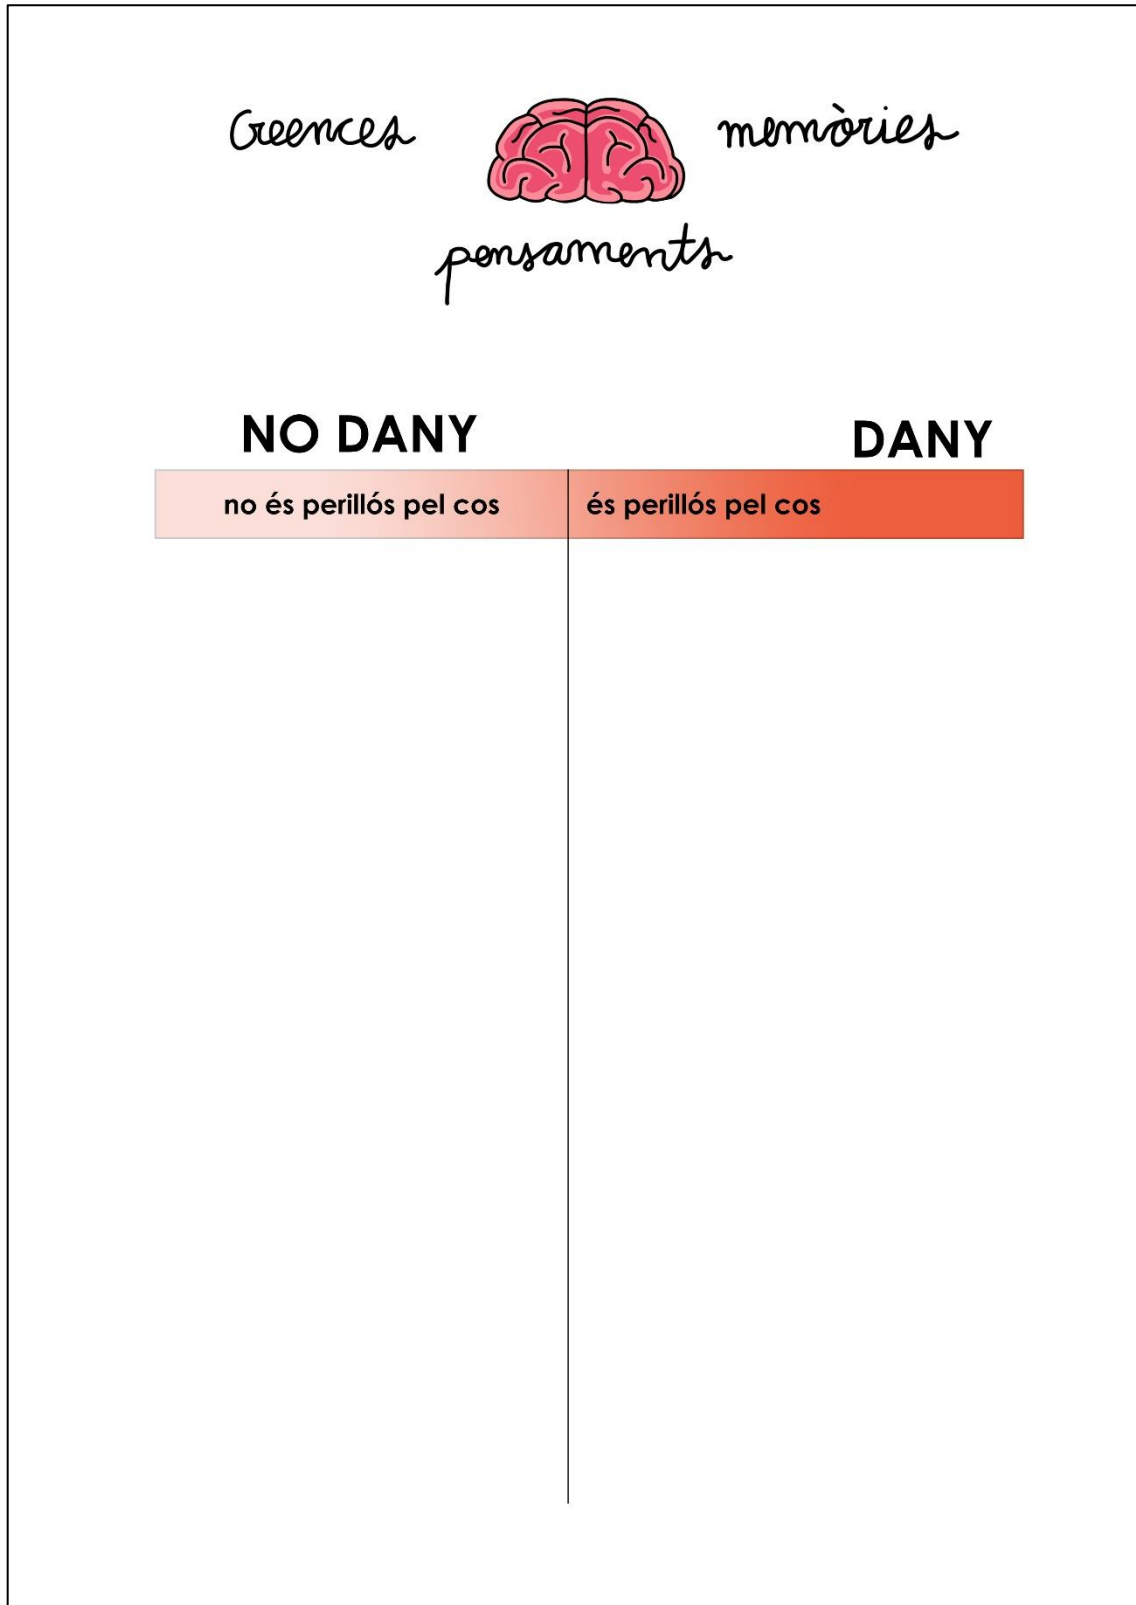 Creences
memòries
pensaments
NO DANY
DANY
no és perillós pel cos
és perillós pel cos